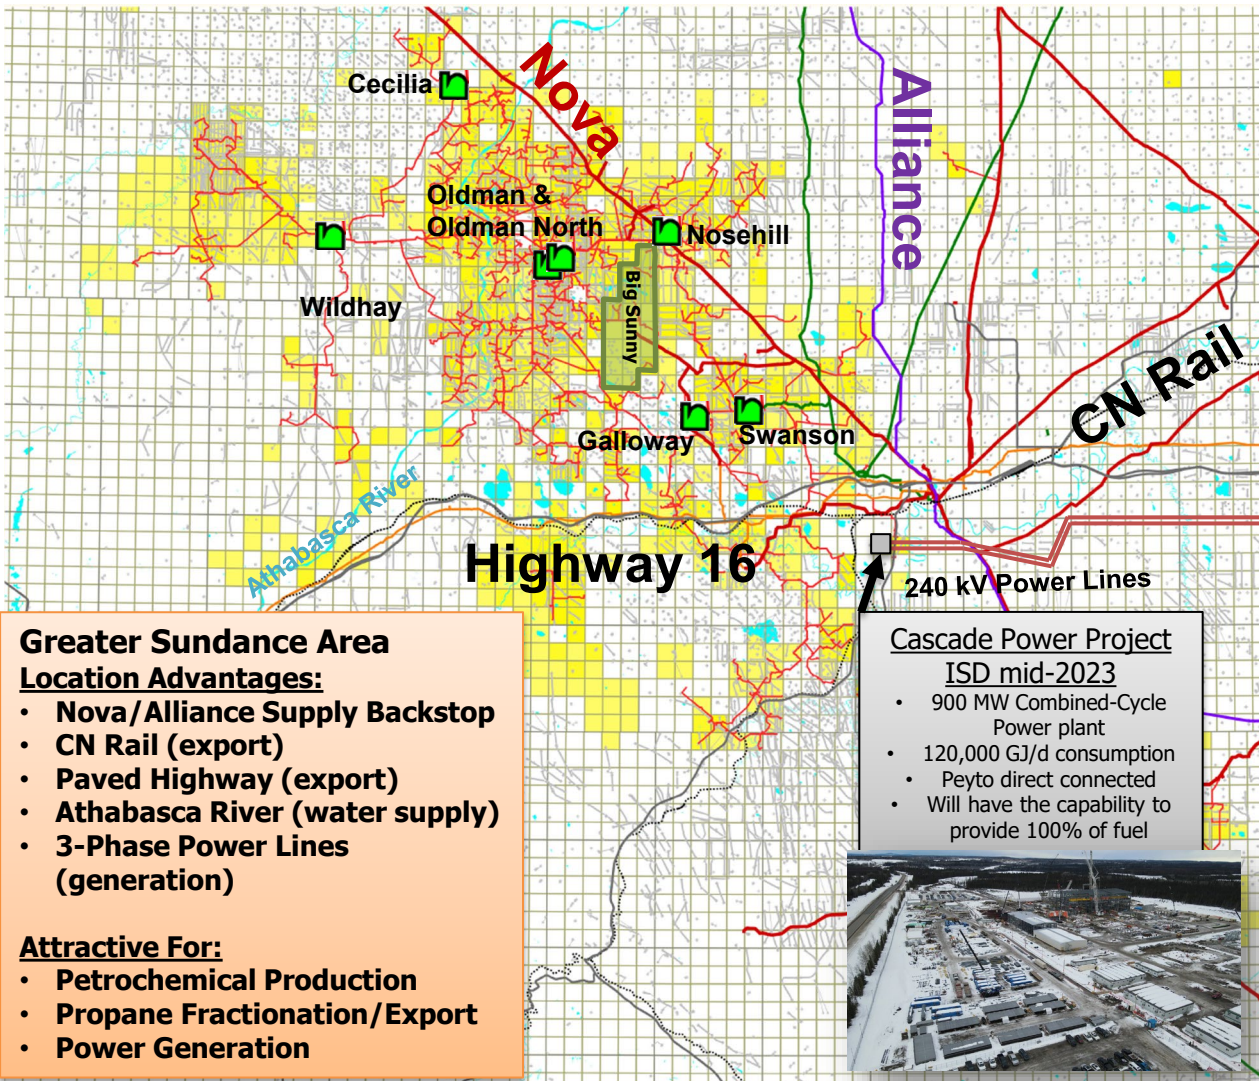 Nova
Alliance
Cecilia
Oldman &
Oldman North
Nosehill
Wildhay
Big Sunny
CN Rail
Galloway
Swanson
Athabasca River
Highway 16
240 kV Power Lines
Greater Sundance Area
Location Advantages:
• Nova/Alliance Supply Backstop
• CN Rail (export)
• Paved Highway (export)
• Athabasca River (water supply)
• 3-Phase Power Lines
(generation)
Attractive For:
• Petrochemical Production
• Propane Fractionation/Export
• Power Generation
Cascade Power Project
ISD mid-2023
• 900 MW Combined-Cycle
Power plant
• 120,000 GJ/d consumption
• Peyto direct connected
• Will have the capability to
provide 100% of fuel